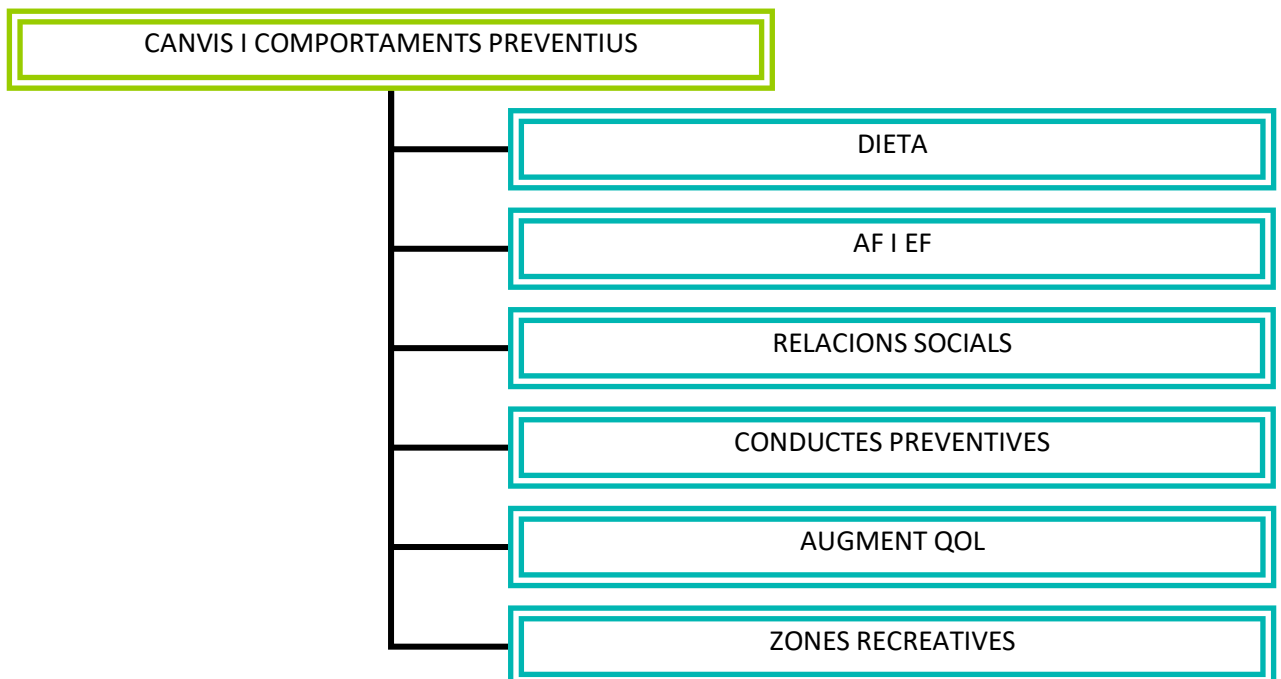 CANVIS I COMPORTAMENTS PREVENTIUS
DIETA
AF I EF
RELACIONS SOCIALS
CONDUCTES PREVENTIVES
AUGMENT QOL
ZONES RECREATIVES